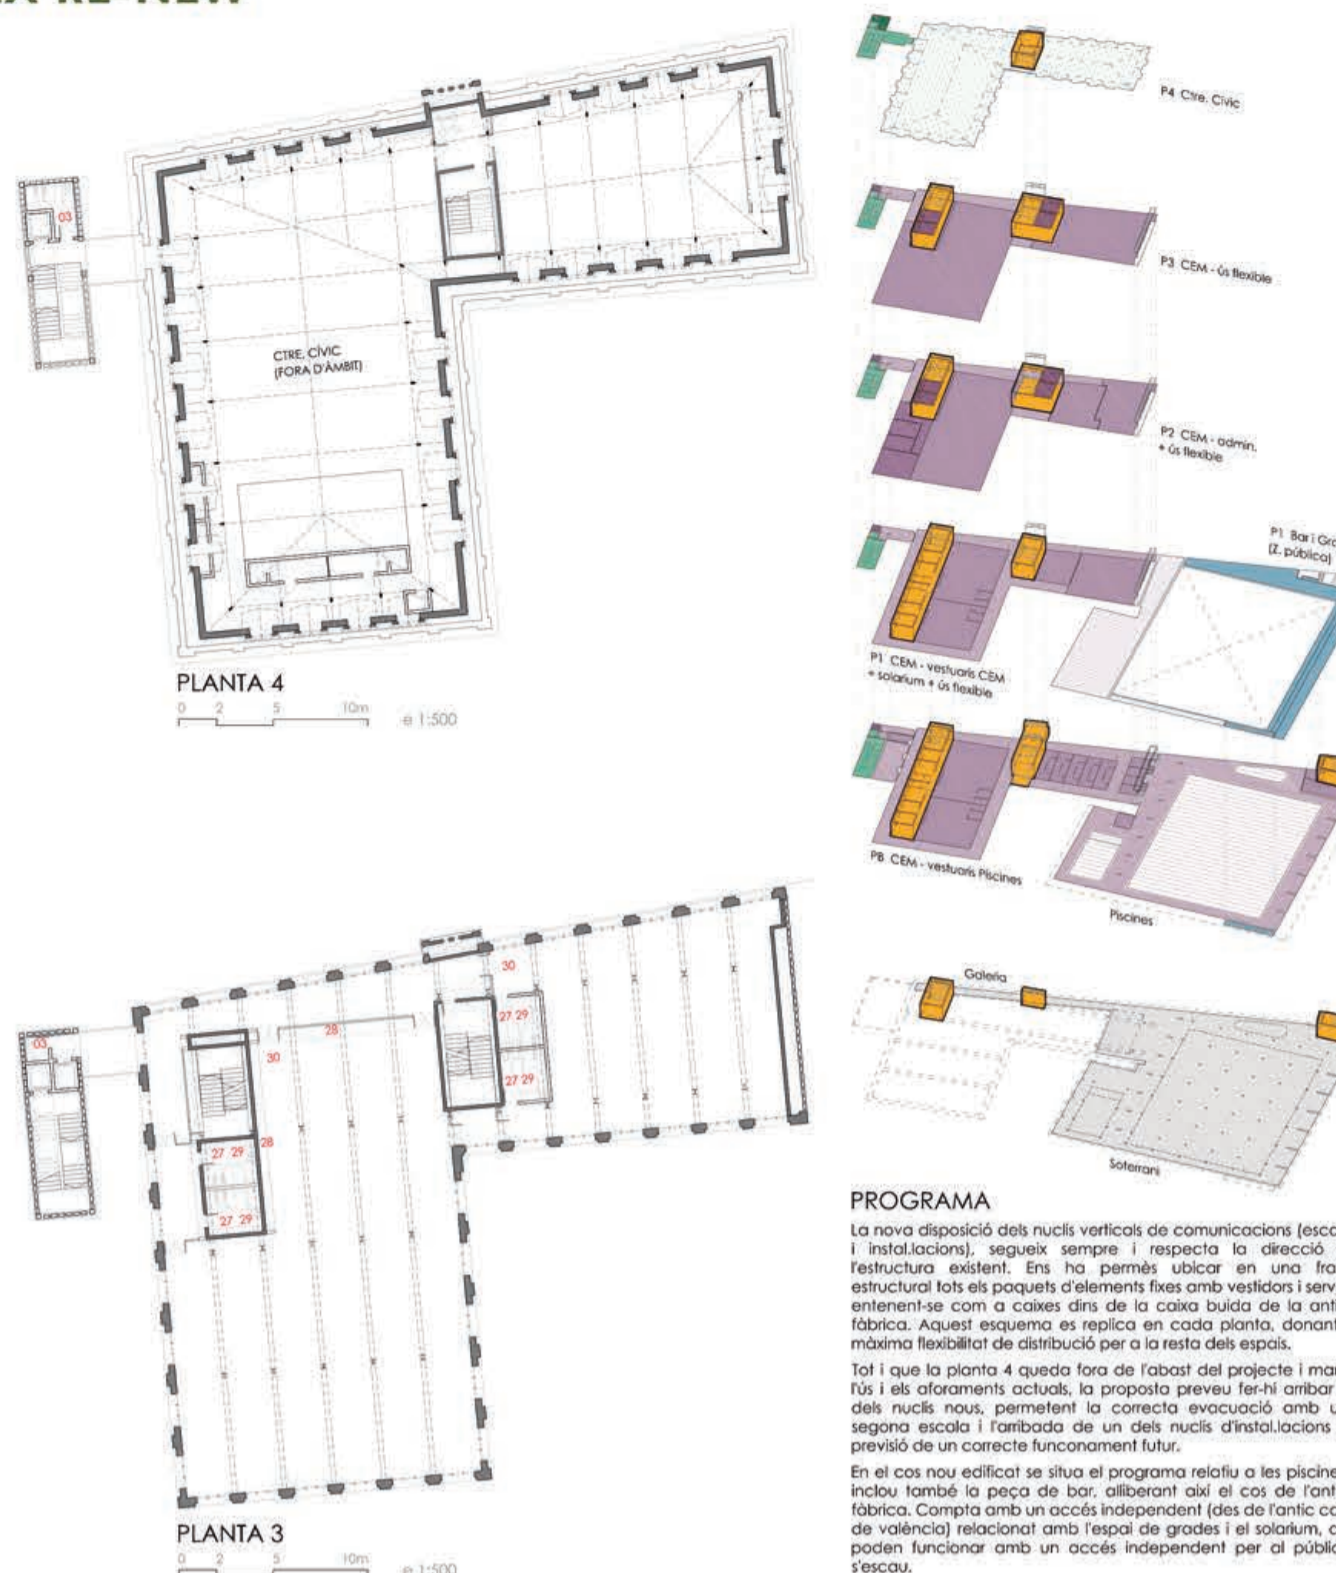 03
CTRE. CÍVIC
(FORA D'ÀMBIT)
PLANTA 4
0 2 5 10m
e 1:500
03
30
28
30
27 29
27 29
28
27 29
27 29
PLANTA 3
0 2 5 10m
e 1:500
P4 Ctre. Cívic
P3 CEM - ús flexible
P2 CEM - admin.
+ ús flexible
P1 Bar i
(Z. pública)
P1 CEM - vestuaris CEM
+ solarium + ús flexible
PB CEM - vestuaris Piscines
Piscines
Galeria
Soterrani
PROGRAMA
La nova disposició dels nuclis verticals de comunicacions
i instal.lacions), segueix sempre i respecta la direcció
l'estructura existent. Ens ha permès ubicar en una
estructural tots els paquets d'elements fixes amb vestidors i
entenent-se com a caixes dins de la caixa buida de la
fàbrica. Aquest esquema es replica en cada planta, donant
màxima flexibilitat de distribució per a la resta dels espais.
Tot i que la planta 4 queda fora de l'abast del projecte i
l'ús i els aforaments actuals, la proposta preveu fer-hi arribar
dels nuclis nous, permetent la correcta evacuació amb
segona escala i l'arribada de un dels nuclis d'instal.lacions
previsió de un correcte funconament futur.
En el cos nou edificat se situa el programa relatiu a les
inclou també la peça de bar, alliberant així el cos de
fàbrica. Compta amb un accés independent (des de l'antic
de valència) relacionat amb l'espai de grades i el solarium,
poden funcionar amb un accés independent per al
s'escau.